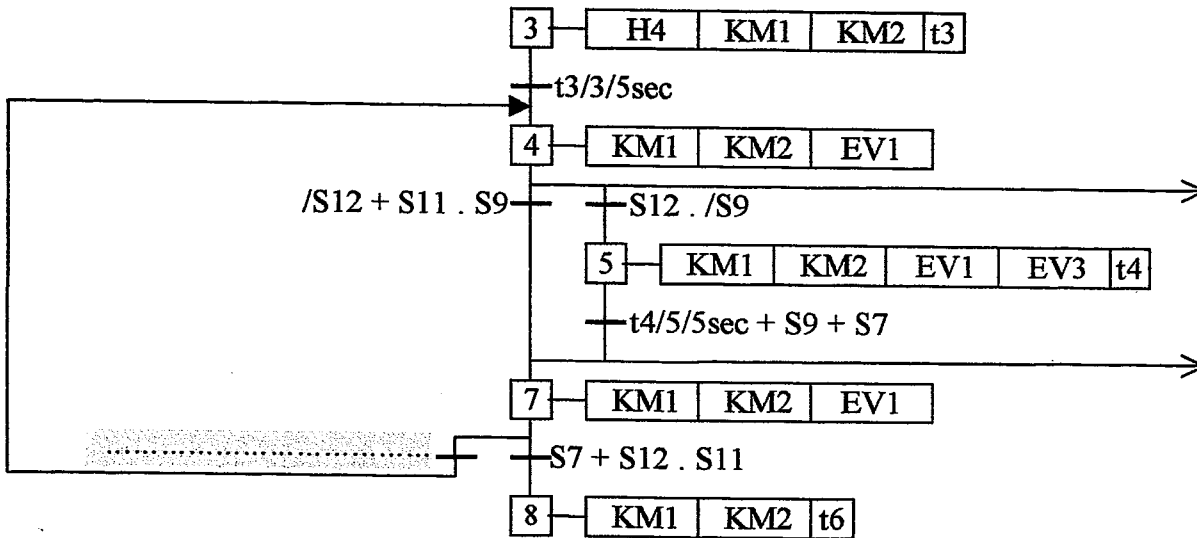 3 H4 KM1 KM2 t3
t3/3/5sec
4 KM1 KM2 EV1
/S12 + S11 . S9 S12 . /S9
5 KM1 KM2 EV1 EV3 t4
t4/5/5sec + S9 + S7
7 KM1 KM2 EV1
S7 + S12 . S11
8 KM1 KM2 t6